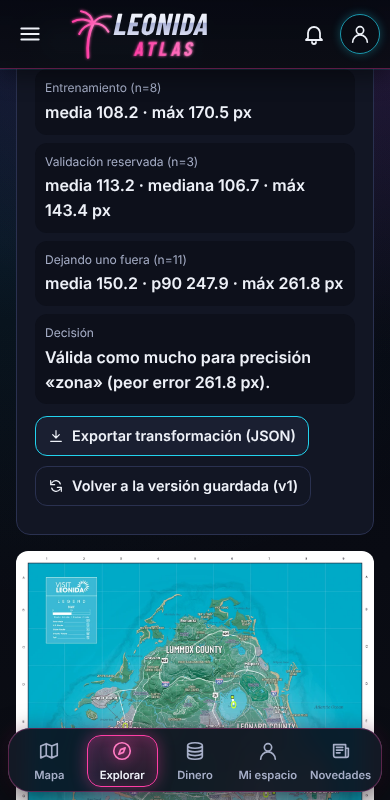 LEONIDA
ATLAS
Entrenamiento (n=8)
media 108.2 · máx 170.5 px
Validación reservada (n=3)
media 113.2 · mediana 106.7 · máx
143.4 px
Dejando uno fuera (n=11)
media 150.2 · p90 247.9 · máx 261.8 px
Decisión
Válida como mucho para precisión
«zona» (peor error 261.8 px).
Exportar transformación (JSON)
Volver a la versión guardada (v1)
VISIT
LEONIDA
LUMMOX COUNTY
LEONARD COUNTY
PORT
Mapa
Explorar
Dinero
Mi espacio
Novedades